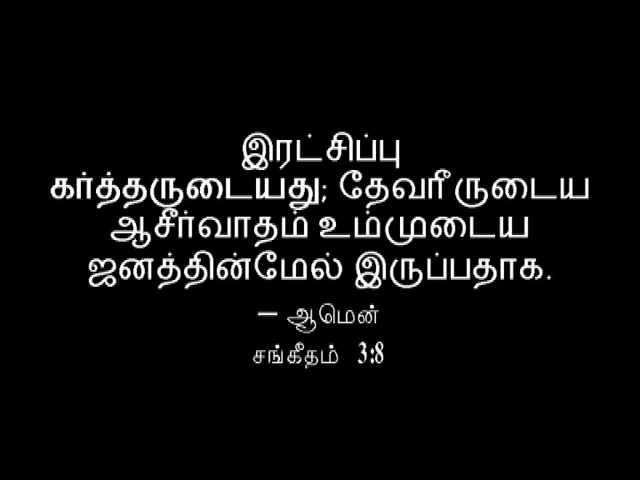 இரட்சிப்பு
கர்த்தருடையது; தேவரீருடைய
ஆசீர்வாதம் உம்முடைய
ஜனத்தின்மேல் இருப்பதாக.
– ஆமென்
சங்கீதம் 3:8